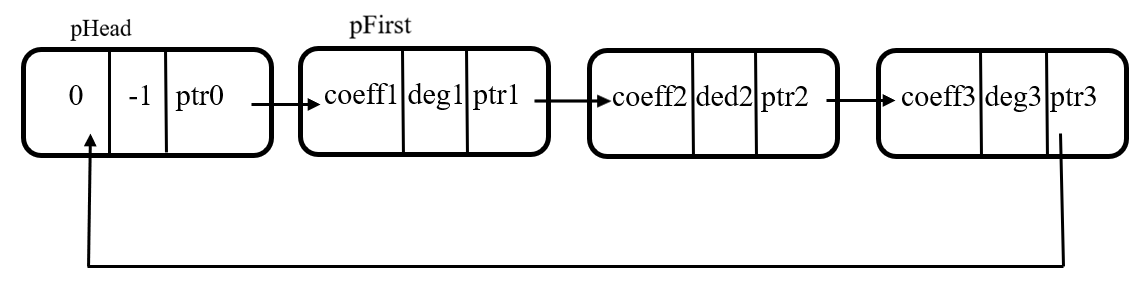 pHead
pFirst
0 -1 ptr0
coeff1 deg1 ptr1
coeff2 ded2 ptr2
coeff3 deg3 ptr3